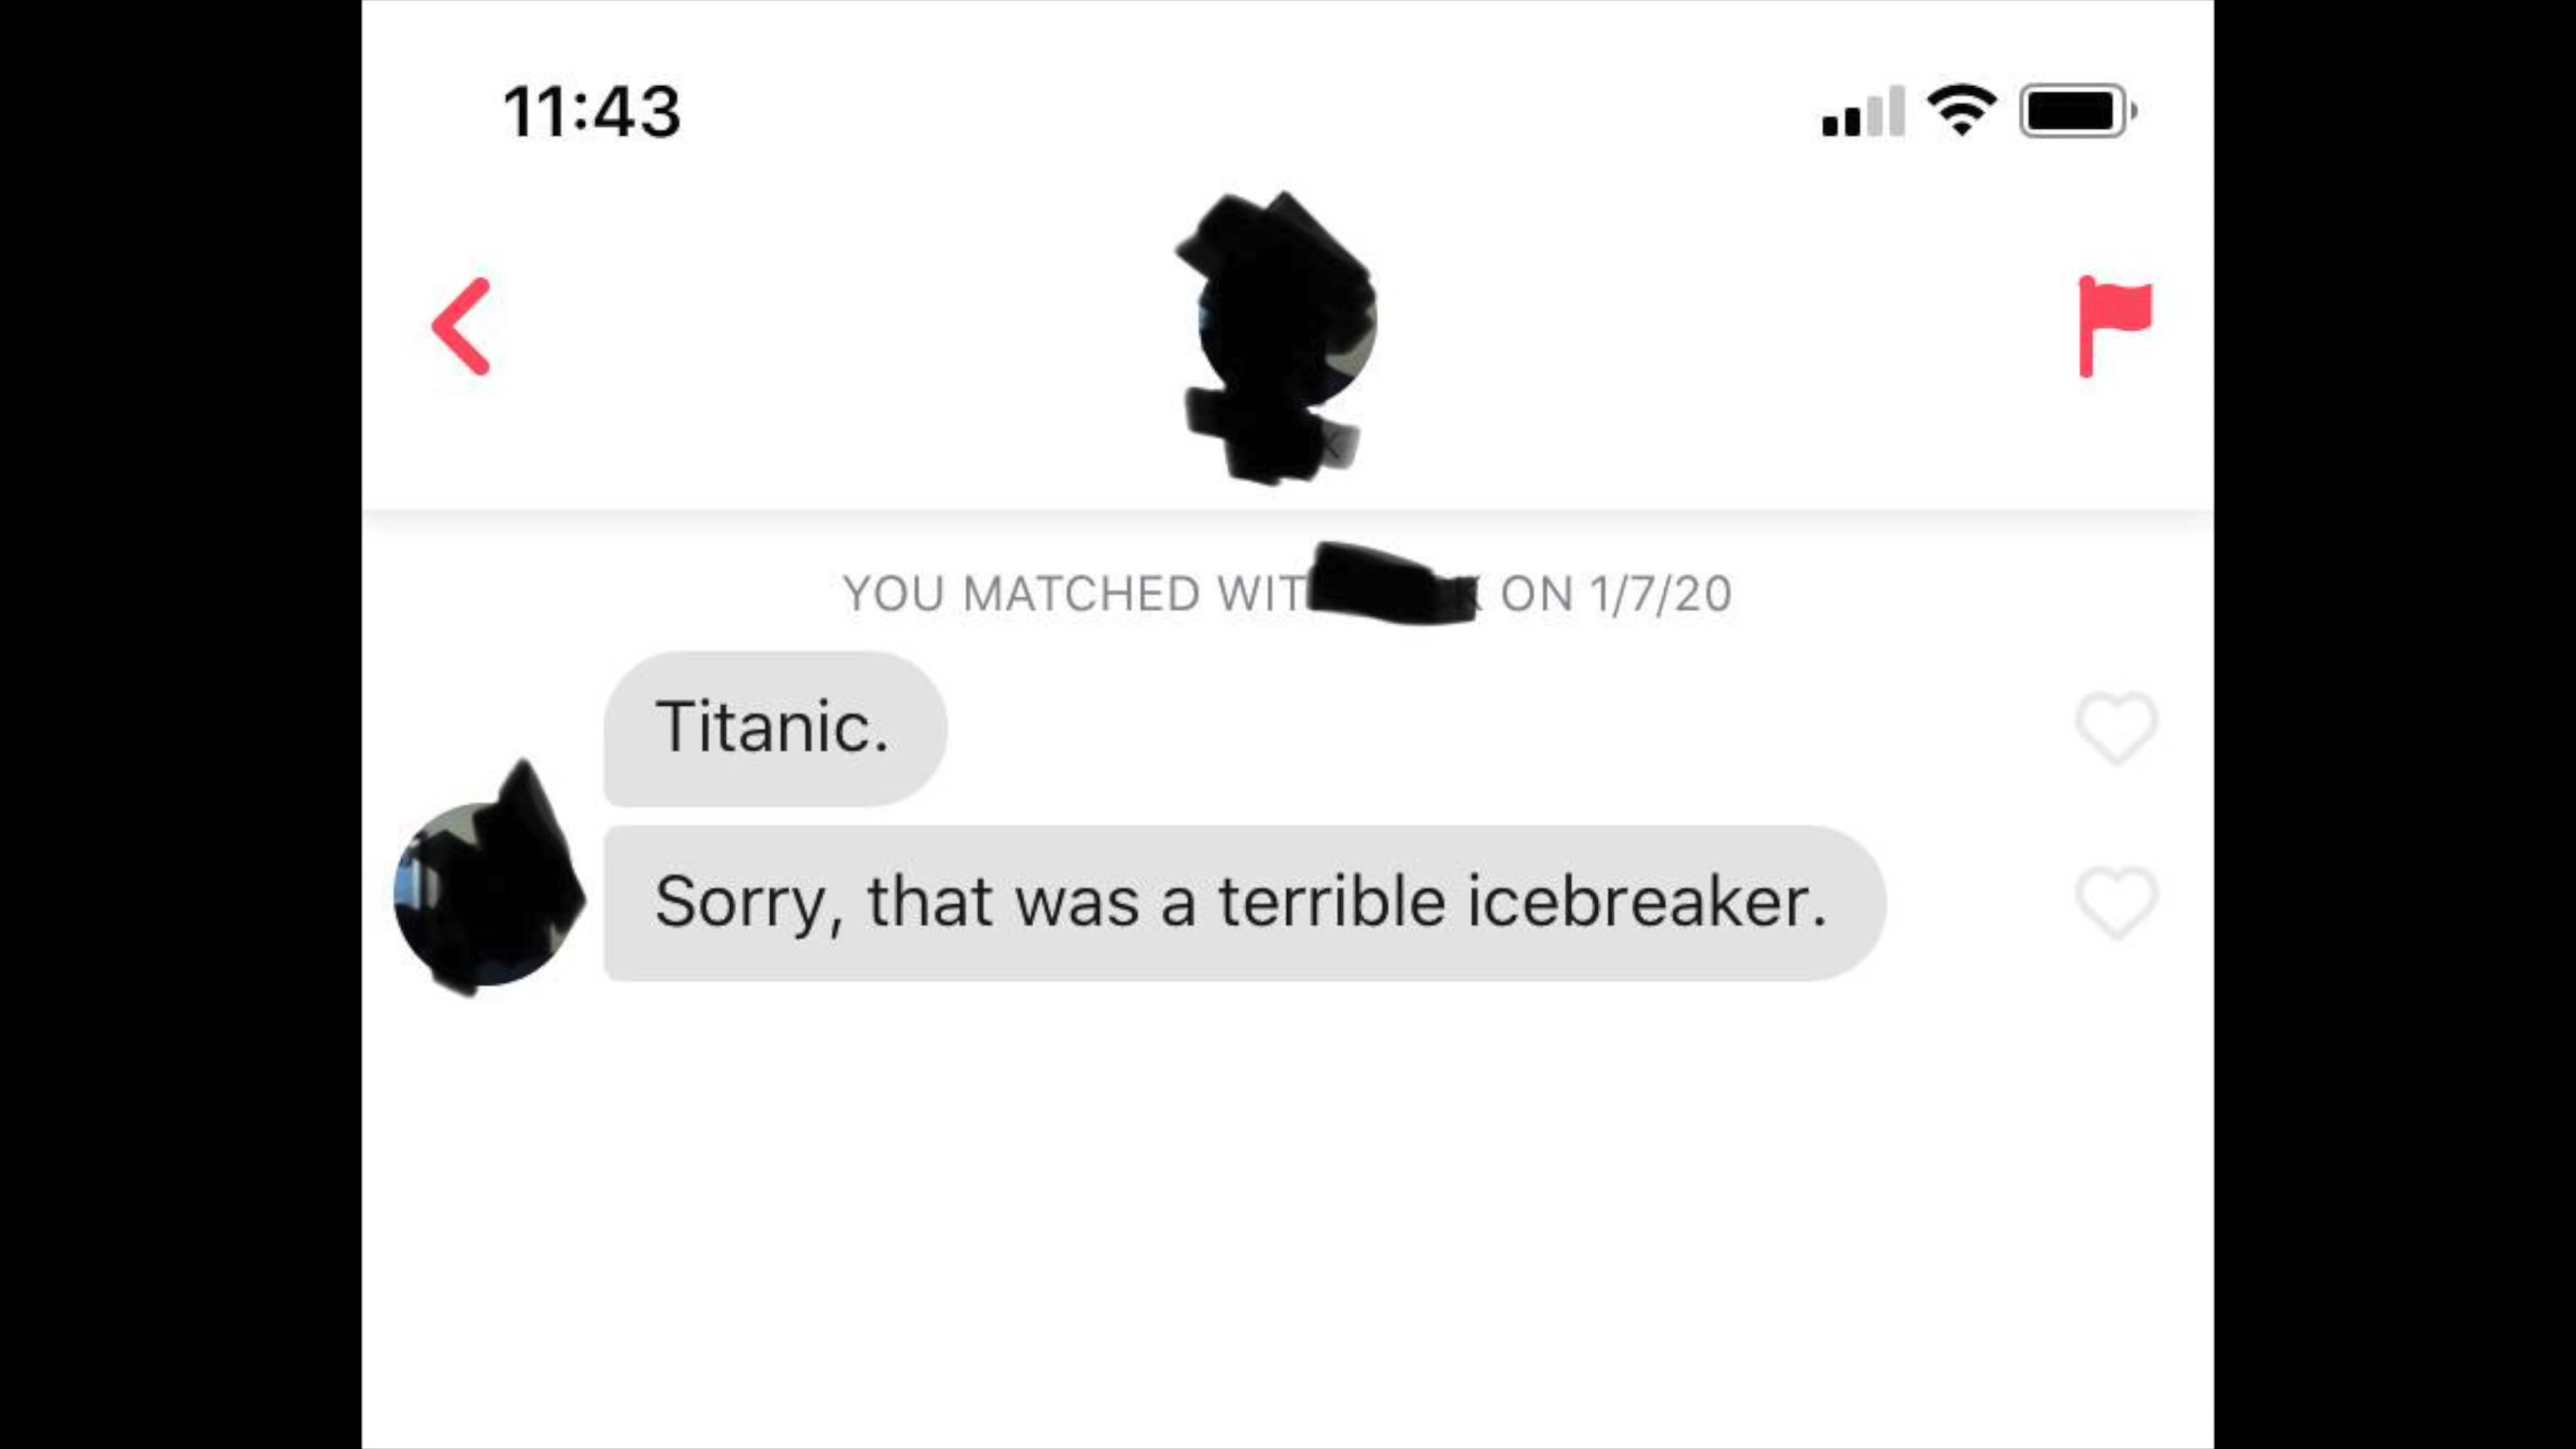 11:43
YOU MATCHED WIT ON 1/7/20
Titanic.
Sorry, that was a terrible icebreaker.